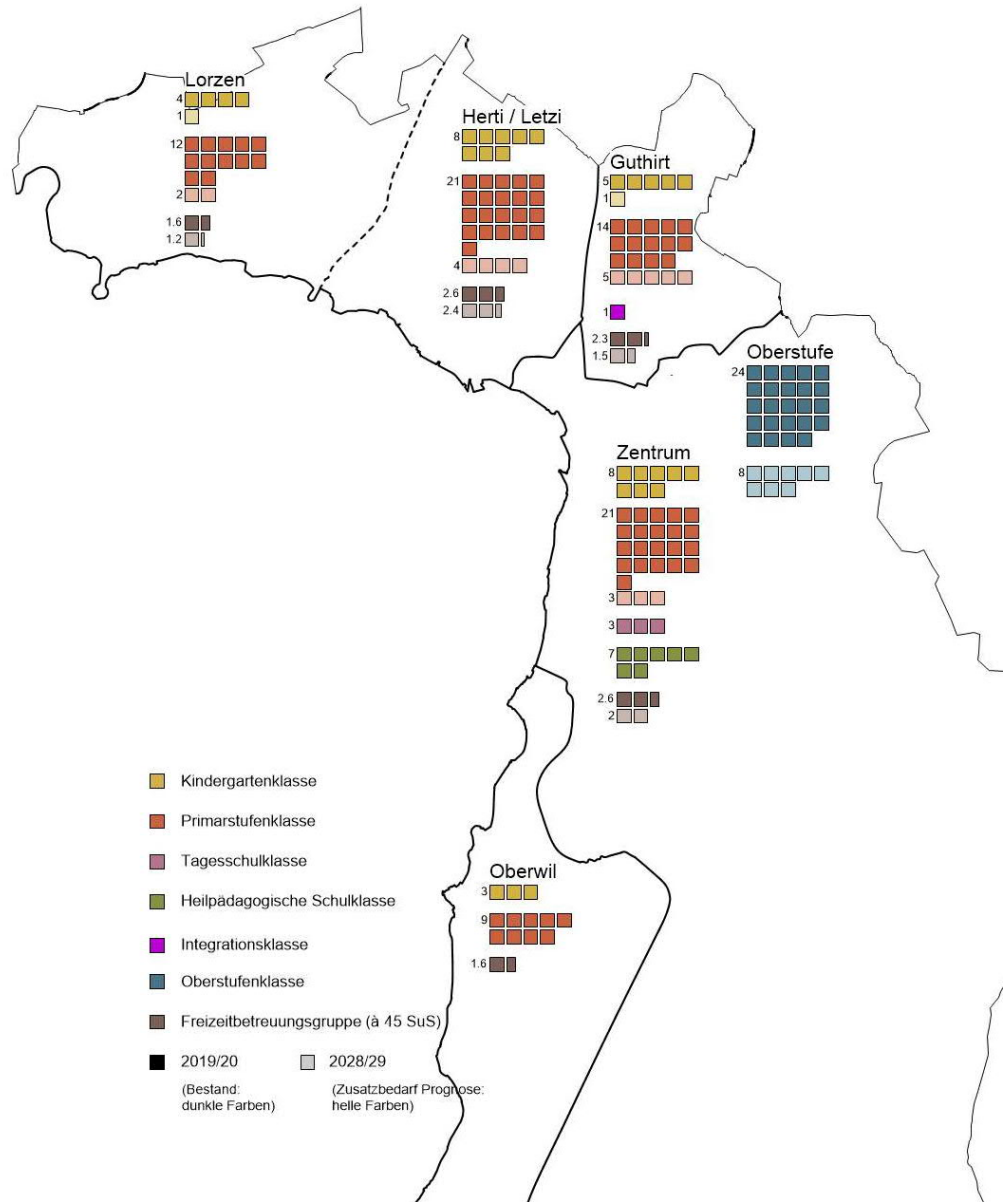 Lorzen
4
1
12
2
1.6
1.2
Herti / Letzi
8
21
4
2.6
2.4
Guthirt
5
1
14
5
1
2.3
1.5
Oberstufe
24
8
Zentrum
8
21
3
3
7
2.6
2
Oberwil
3
9
1.6
Kindergartenklasse
Primarstufenklasse
Tagesschulklasse
Heilpädagogische Schulklasse
Integrationsklasse
Oberstufenklasse
Freizeitbetreuungsgruppe (à 45 SuS)
2019/20 2028/29
(Bestand: (Zusatzbedarf Prognose:
dunkle Farben) helle Farben)